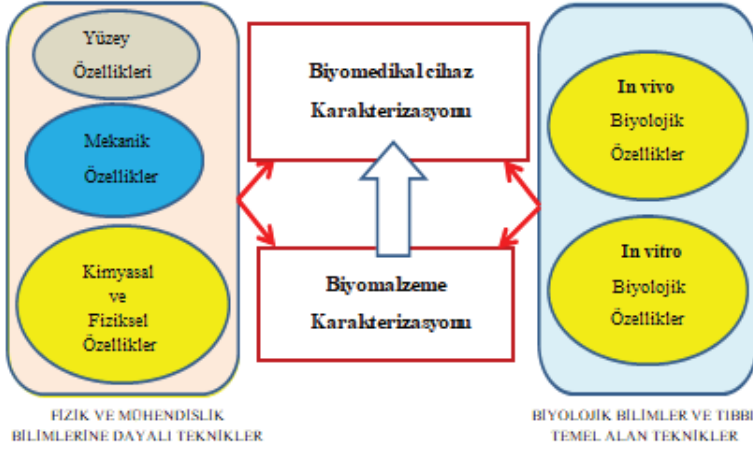 Yüzey
Özellikleri
Mekanik
Özellikler
Kimyasal
ve
Fiziksel
Özellikler
FİZİK VE MÜHENDİSLİK
BİLİMLERİNE DAYALI TEKNİKLER
Biyomedikal cihaz
Karakterizasyonu
Biyomalzeme
Karakterizasyonu
In vivo
Biyolojik
Özellikler
In vitro
Biyolojik
Özellikler
BİYOLOJİK BİLİMLER VE TIBBI
TEMEL ALAN TEKNİKLER